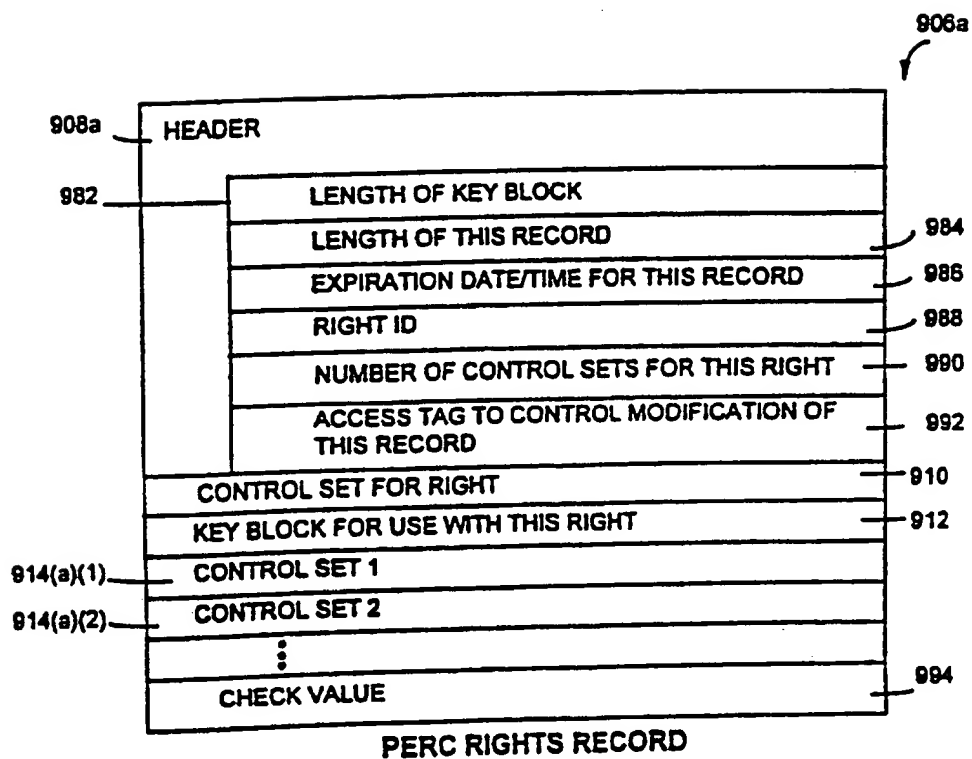 906a
908a
HEADER
982
LENGTH OF KEY BLOCK
LENGTH OF THIS RECORD
984
EXPIRATION DATE/TIME FOR THIS RECORD
986
RIGHT ID
988
NUMBER OF CONTROL SETS FOR THIS RIGHT
990
ACCESS TAG TO CONTROL MODIFICATION OF
THIS RECORD
992
CONTROL SET FOR RIGHT
910
KEY BLOCK FOR USE WITH THIS RIGHT
912
914(a)(1)
CONTROL SET 1
914(a)(2)
CONTROL SET 2
CHECK VALUE
994
PERC RIGHTS RECORD